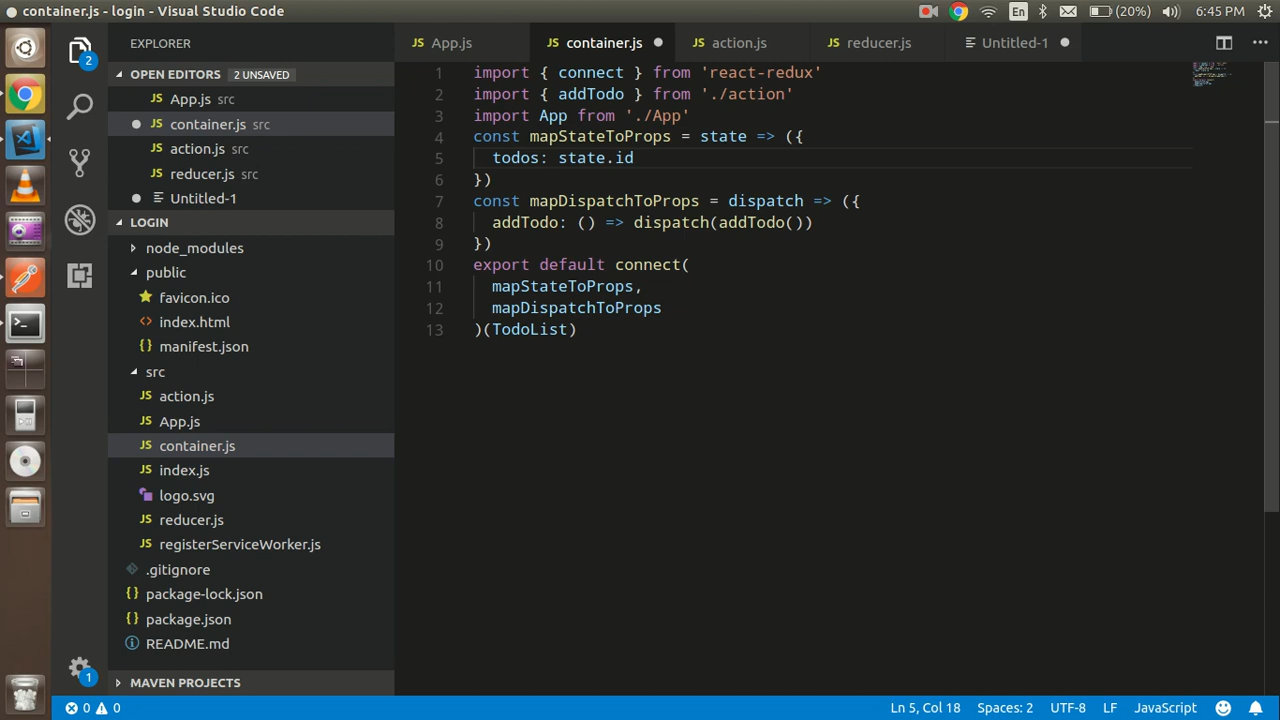 container.js - login - Visual Studio Code
En
(20%)
6:45 PM
2
1
EXPLORER
OPEN EDITORS 2 UNSAVED
JS App.js src
JS container.js src
JS action.js src
JS reducer.js src
Untitled-1
LOGIN
node_modules
public
favicon.ico
<> index.html
{} manifest.json
src
JS action.js
JS App.js
JS container.js
JS index.js
logo.svg
JS reducer.js
JS registerServiceWorker.js
.gitignore
{} package-lock.json
{} package.json
README.md
MAVEN PROJECTS
JS App.js
JS container.js
JS action.js
JS reducer.js
Untitled-1
1 import { connect } from 'react-redux'
2 import { addTodo } from './action'
3 import App from './App'
4 const mapStateToProps = state => ({
5 todos: state.id
6 })
7 const mapDispatchToProps = dispatch => ({
8 addTodo: () => dispatch(addTodo())
9 })
10 export default connect(
11 mapStateToProps,
12 mapDispatchToProps
13 )(TodoList)
0 0
Ln 5, Col 18
Spaces: 2
UTF-8
LF
JavaScript